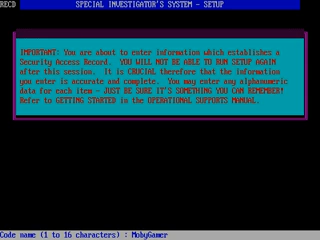 RECD SPECIAL INVESTIGATOR'S SYSTEM - SETUP
IMPORTANT: You are about to enter information which establishes a
Security Access Record. YOU WILL NOT BE ABLE TO RUN SETUP AGAIN
after this session. It is CRUCIAL therefore that the information
you enter is accurate and complete. You may enter any alphanumeric
data for each item - JUST BE SURE IT'S SOMETHING YOU CAN REMEMBER!
Refer to GETTING STARTED in the OPERATIONAL SUPPORTS MANUAL.
Code name (1 to 16 characters) : MobyGamer